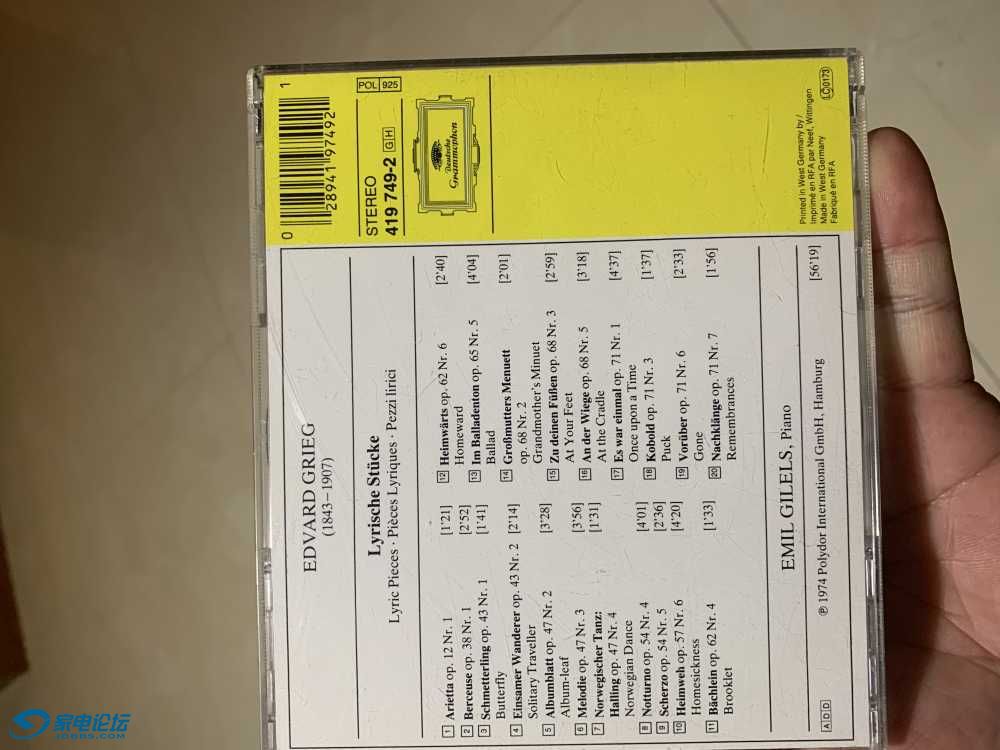 EDVARD GRIEG
(1843–1907)
Lyrische Stücke
Lyric Pieces · Pièces Lyriques · Pezzi lirici
1 Arietta op. 12 Nr. 1 [1'21]
2 Berceuse op. 38 Nr. 1 [2'52]
3 Schmetterling op. 43 Nr. 1 [1'41]
Butterfly
4 Einsamer Wanderer op. 43 Nr. 2 [2'14]
Solitary Traveller
5 Albumblatt op. 47 Nr. 2 [3'28]
Album-leaf
6 Melodie op. 47 Nr. 3 [3'56]
7 Norwegischer Tanz: [1'31]
Halling op. 47 Nr. 4
Norwegian Dance
8 Notturno op. 54 Nr. 4 [4'01]
9 Scherzo op. 54 Nr. 5 [2'36]
10 Heimweh op. 57 Nr. 6 [4'20]
Homesickness
11 Bächlein op. 62 Nr. 4 [1'33]
Brooklet
12 Heimwärts op. 62 Nr. 6 [2'40]
Homeward
13 Im Balladenton op. 65 Nr. 5 [4'04]
Ballad
14 Großmutters Menuett [2'01]
op. 68 Nr. 2
Grandmother's Minuet
15 Zu deinen Füßen op. 68 Nr. 3 [2'59]
At Your Feet
16 An der Wiege op. 68 Nr. 5 [3'18]
At the Cradle
17 Es war einmal op. 71 Nr. 1 [4'37]
Once upon a Time
18 Kobold op. 71 Nr. 3 [1'37]
Puck
19 Vorüber op. 71 Nr. 6 [2'33]
Gone
20 Nachklänge op. 71 Nr. 7 [1'56]
Remembrances
EMIL GILELS, Piano
ADD ℗ 1974 Polydor International GmbH, Hamburg [56'19]
0 28941 97492 1
POL 925
STEREO
419 749-2 GH
Deutsche
Grammophon
Printed in West Germany by /
Imprimé en RFA par Neef, Wittingen
Made in West Germany
Fabriqué en RFA
LC 0173
家电论坛
JDBBS.COM